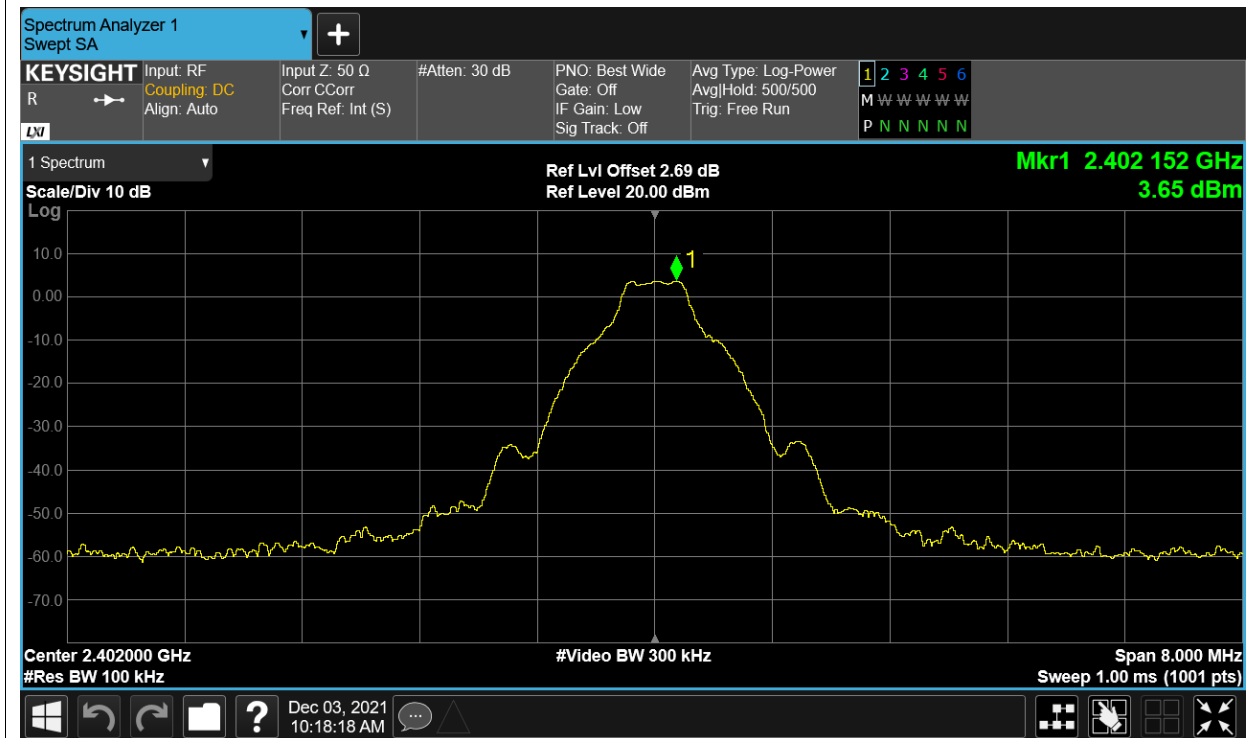 Spectrum Analyzer 1
Swept SA
+
KEYSIGHT
R
LXI
Input: RF
Coupling: DC
Align: Auto
Input Z: 50 Ω
Corr CCorr
Freq Ref: Int (S)
#Atten: 30 dB
PNO: Best Wide
Gate: Off
IF Gain: Low
Sig Track: Off
Avg Type: Log-Power
Avg|Hold: 500/500
Trig: Free Run
1 2 3 4 5 6
M W W W W W
P N N N N N
1 Spectrum
Scale/Div 10 dB
Log
Ref Lvl Offset 2.69 dB
Ref Level 20.00 dBm
Mkr1 2.402 152 GHz
3.65 dBm
1
10.0
0.00
-10.0
-20.0
-30.0
-40.0
-50.0
-60.0
-70.0
Center 2.402000 GHz
#Res BW 100 kHz
#Video BW 300 kHz
Span 8.000 MHz
Sweep 1.00 ms (1001 pts)
?
Dec 03, 2021
10:18:18 AM